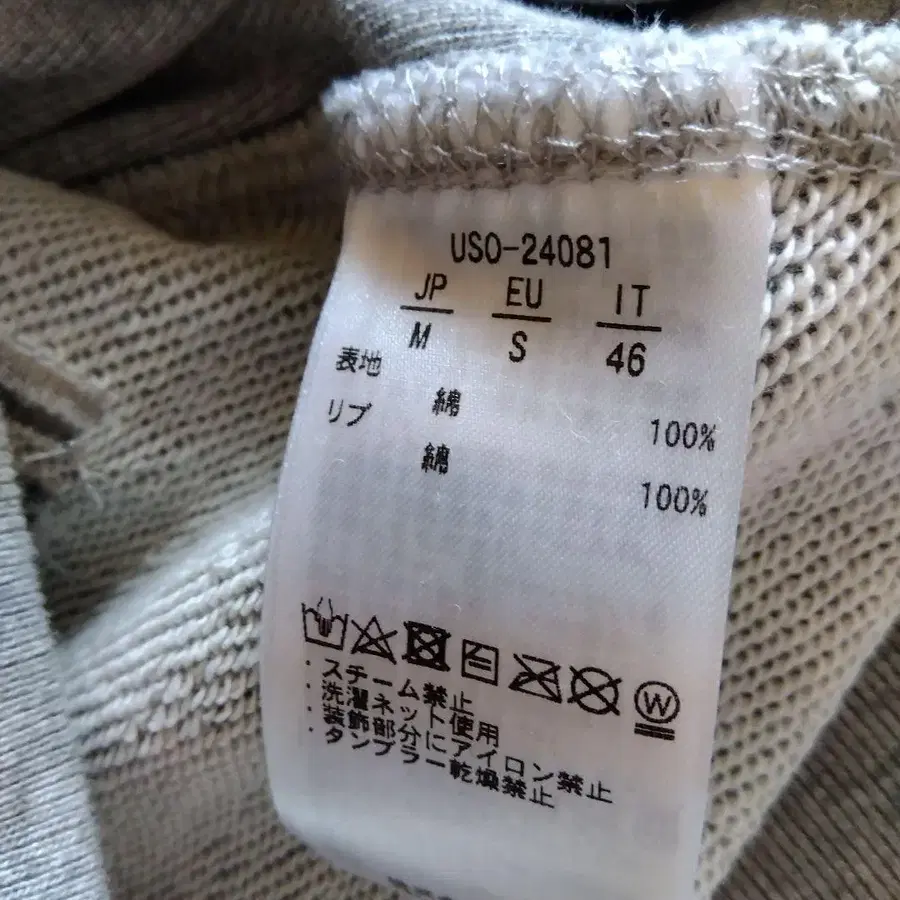 USO-24081
JP EU IT
M S 46
表地
綿 100%
リブ
綿 100%
W
・スチーム禁止
・洗濯ネット使用
・装飾部分にアイロン禁止
・タンブラー乾燥禁止